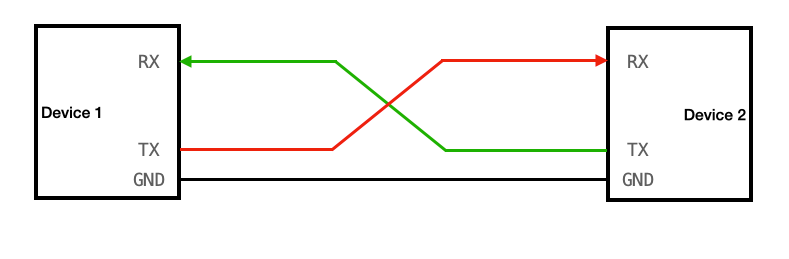 RX
Device 1
TX
GND
RX
Device 2
TX
GND